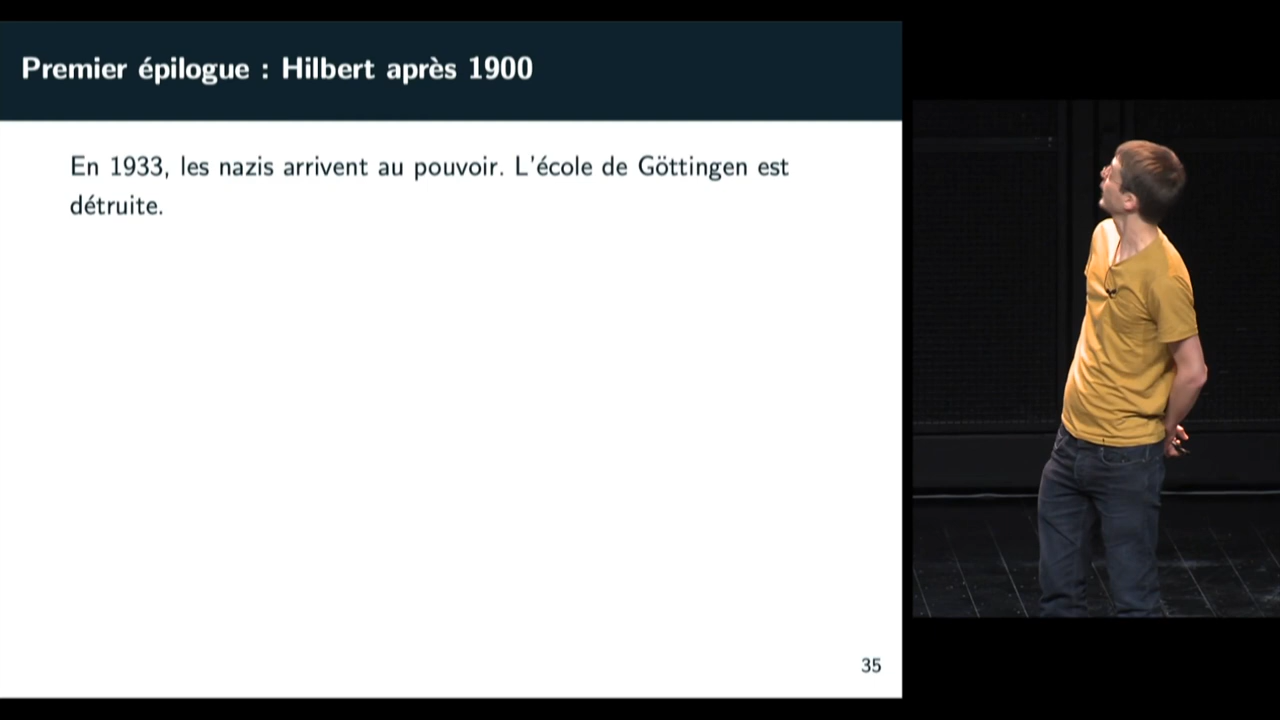 Premier épilogue : Hilbert après 1900
En 1933, les nazis arrivent au pouvoir. L'école de Göttingen est
détruite.
35